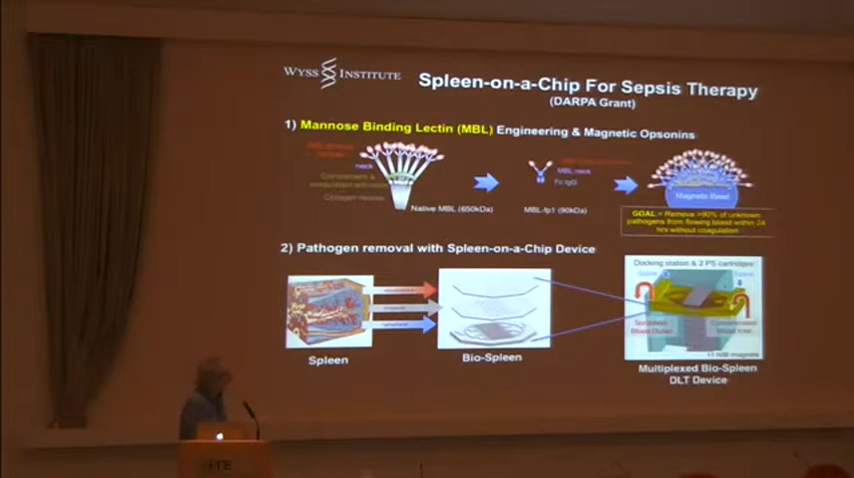 WYSS INSTITUTE
Spleen-on-a-Chip For Sepsis Therapy
(DARPA Grant)
1) Mannose Binding Lectin (MBL) Engineering & Magnetic Opsonins
neck
MBL neck
Fc IgG
Magnetic Bead
Native MBL (650kDa)
MBL-fp1 (90kDa)
GOAL = Remove >90% of unknown
pathogens from flowing blood within 24
hrs without coagulation
2) Pathogen removal with Spleen-on-a-Chip Device
Docking station & 2 PS cartridges
Spleen
Bio-Spleen
Multiplexed Bio-Spleen
DLT Device